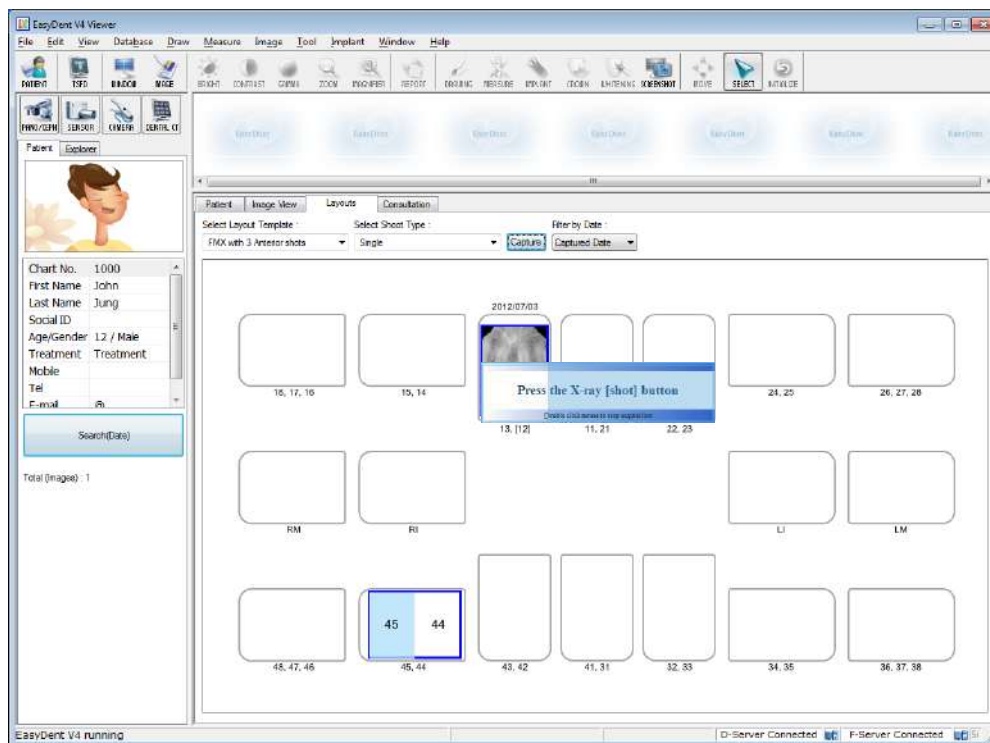 EasyDent V4 Viewer
File Edit View Database Draw Measure Image Tool Implant Window Help
PATIENT WINDOW IMAGE BRIGHT CONTRAST GAMMA ZOOM MAGNIFIER REPORT DRAWING MEASURE IMPLANT CROWN WHITENING SCREENSHOT MOVE SELECT INITIALIZE
PANO/CEPH SENSOR CAMERA DENTAL CT
EasyDent EasyDent EasyDent EasyDent EasyDent EasyDent EasyDent
Patient Explorer
Patient Image View Layouts Consultation
Select Layout Template : Select Shoot Type : Filter by Date :
FMX with 3 Anterior shots Single Capture Captured Date
Chart No. 1000
First Name John
Last Name Jung
Social ID
Age/Gender 12 / Male
Treatment Treatment
Mobile
Tel
E-mail @
Search(Date)
Total (Images) : 1
2012/07/03
Press the X-ray [shot] button
18, 17, 16 15, 14 13, [12] 11, 21 22, 23 24, 25 26, 27, 28
RM RI LI LM
45 44
48, 47, 46 45, 44 43, 42 41, 31 32, 33 34, 35 36, 37, 38
EasyDent V4 running D-Server Connected F-Server Connected